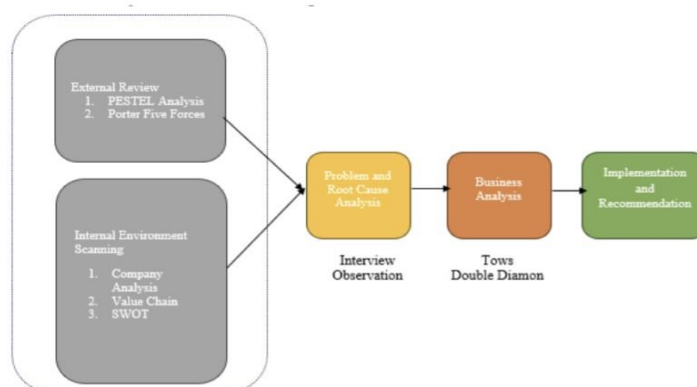 External Review
1. PESTEL Analysis
2. Porter Five Forces
Internal Environment
Scanning
1. Company
Analysis
2. Value Chain
3. SWOT
Problem and
Root Cause
Analysis
Interview
Observation
Business
Analysis
Tows
Double Diamon
Implementation
and
Recommendation